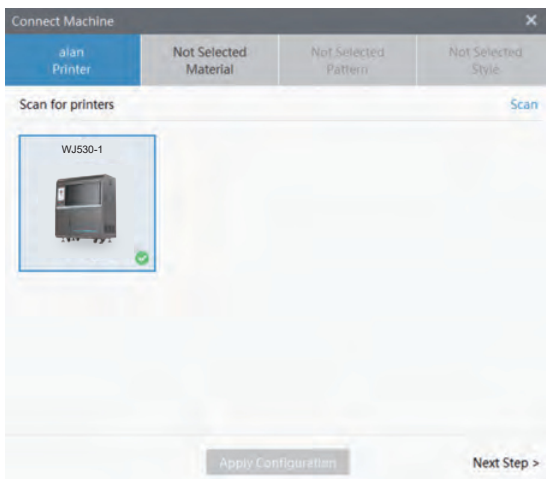 Connect Machine
alan
Printer
Not Selected
Material
Not Selected
Pattern
Not Selected
Style
Scan for printers
Scan
WJ530-1
Apply Configuration
Next Step >